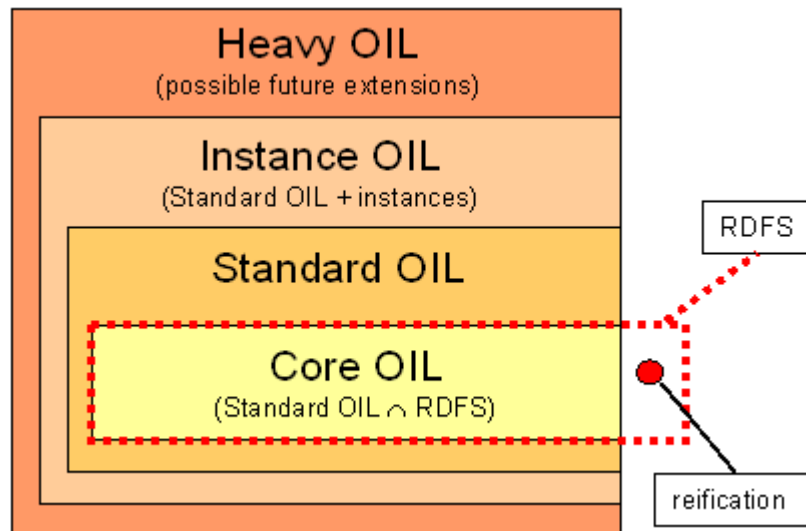 Heavy OIL
(possible future extensions)
Instance OIL
(Standard OIL + instances)
RDFS
Standard OIL
Core OIL
(Standard OIL ∩ RDFS)
reification